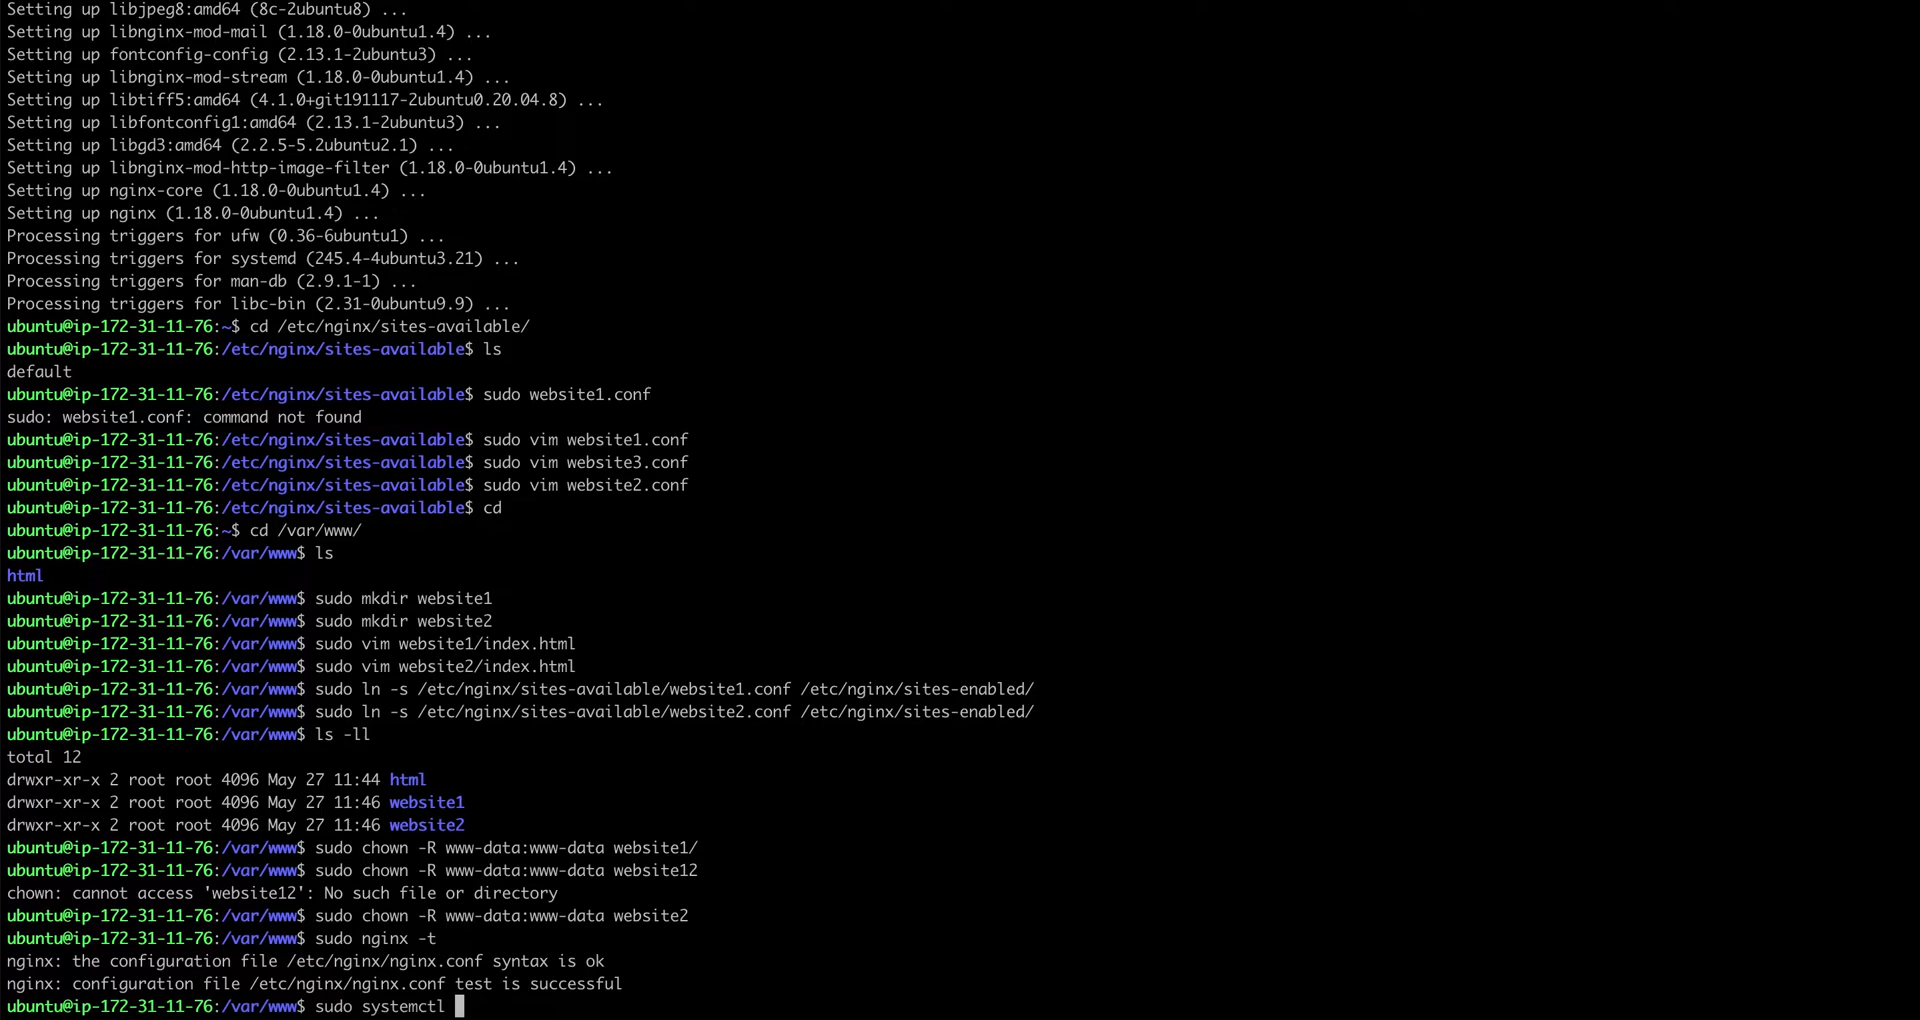 Setting up libjpeg8:amd64 (8c-2ubuntu8) ...
Setting up libnginx-mod-mail (1.18.0-0ubuntu1.4) ...
Setting up fontconfig-config (2.13.1-2ubuntu3) ...
Setting up libnginx-mod-stream (1.18.0-0ubuntu1.4) ...
Setting up libtiff5:amd64 (4.1.0+git191117-2ubuntu0.20.04.8) ...
Setting up libfontconfig1:amd64 (2.13.1-2ubuntu3) ...
Setting up libgd3:amd64 (2.2.5-5.2ubuntu2.1) ...
Setting up libnginx-mod-http-image-filter (1.18.0-0ubuntu1.4) ...
Setting up nginx-core (1.18.0-0ubuntu1.4) ...
Setting up nginx (1.18.0-0ubuntu1.4) ...
Processing triggers for ufw (0.36-6ubuntu1) ...
Processing triggers for systemd (245.4-4ubuntu3.21) ...
Processing triggers for man-db (2.9.1-1) ...
Processing triggers for libc-bin (2.31-0ubuntu9.9) ...
ubuntu@ip-172-31-11-76:~$ cd /etc/nginx/sites-available/
ubuntu@ip-172-31-11-76:/etc/nginx/sites-available$ ls
default
ubuntu@ip-172-31-11-76:/etc/nginx/sites-available$ sudo website1.conf
sudo: website1.conf: command not found
ubuntu@ip-172-31-11-76:/etc/nginx/sites-available$ sudo vim website1.conf
ubuntu@ip-172-31-11-76:/etc/nginx/sites-available$ sudo vim website3.conf
ubuntu@ip-172-31-11-76:/etc/nginx/sites-available$ sudo vim website2.conf
ubuntu@ip-172-31-11-76:/etc/nginx/sites-available$ cd
ubuntu@ip-172-31-11-76:~$ cd /var/www/
ubuntu@ip-172-31-11-76:/var/www$ ls
html
ubuntu@ip-172-31-11-76:/var/www$ sudo mkdir website1
ubuntu@ip-172-31-11-76:/var/www$ sudo mkdir website2
ubuntu@ip-172-31-11-76:/var/www$ sudo vim website1/index.html
ubuntu@ip-172-31-11-76:/var/www$ sudo vim website2/index.html
ubuntu@ip-172-31-11-76:/var/www$ sudo ln -s /etc/nginx/sites-available/website1.conf /etc/nginx/sites-enabled/
ubuntu@ip-172-31-11-76:/var/www$ sudo ln -s /etc/nginx/sites-available/website2.conf /etc/nginx/sites-enabled/
ubuntu@ip-172-31-11-76:/var/www$ ls -ll
total 12
drwxr-xr-x 2 root root 4096 May 27 11:44 html
drwxr-xr-x 2 root root 4096 May 27 11:46 website1
drwxr-xr-x 2 root root 4096 May 27 11:46 website2
ubuntu@ip-172-31-11-76:/var/www$ sudo chown -R www-data:www-data website1/
ubuntu@ip-172-31-11-76:/var/www$ sudo chown -R www-data:www-data website12
chown: cannot access 'website12': No such file or directory
ubuntu@ip-172-31-11-76:/var/www$ sudo chown -R www-data:www-data website2
ubuntu@ip-172-31-11-76:/var/www$ sudo nginx -t
nginx: the configuration file /etc/nginx/nginx.conf syntax is ok
nginx: configuration file /etc/nginx/nginx.conf test is successful
ubuntu@ip-172-31-11-76:/var/www$ sudo systemctl